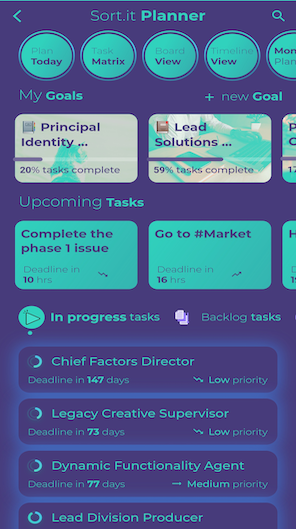 Sort.it Planner
Plan Today
Task Matrix
Board View
Timeline View
Mon
Plan
My Goals
+ new Goal
Principal
Identity ...
20% tasks complete
Lead
Solutions ...
59% tasks complete
P
C
17
Upcoming Tasks
Complete the
phase 1 issue
Deadline in
10 hrs
Go to #Market
Deadline in
16 hrs
H
D
19
In progress tasks
Backlog tasks
Chief Factors Director
Deadline in 147 days
Low priority
Legacy Creative Supervisor
Deadline in 73 days
Low priority
Dynamic Functionality Agent
Deadline in 77 days
Medium priority
Lead Division Producer